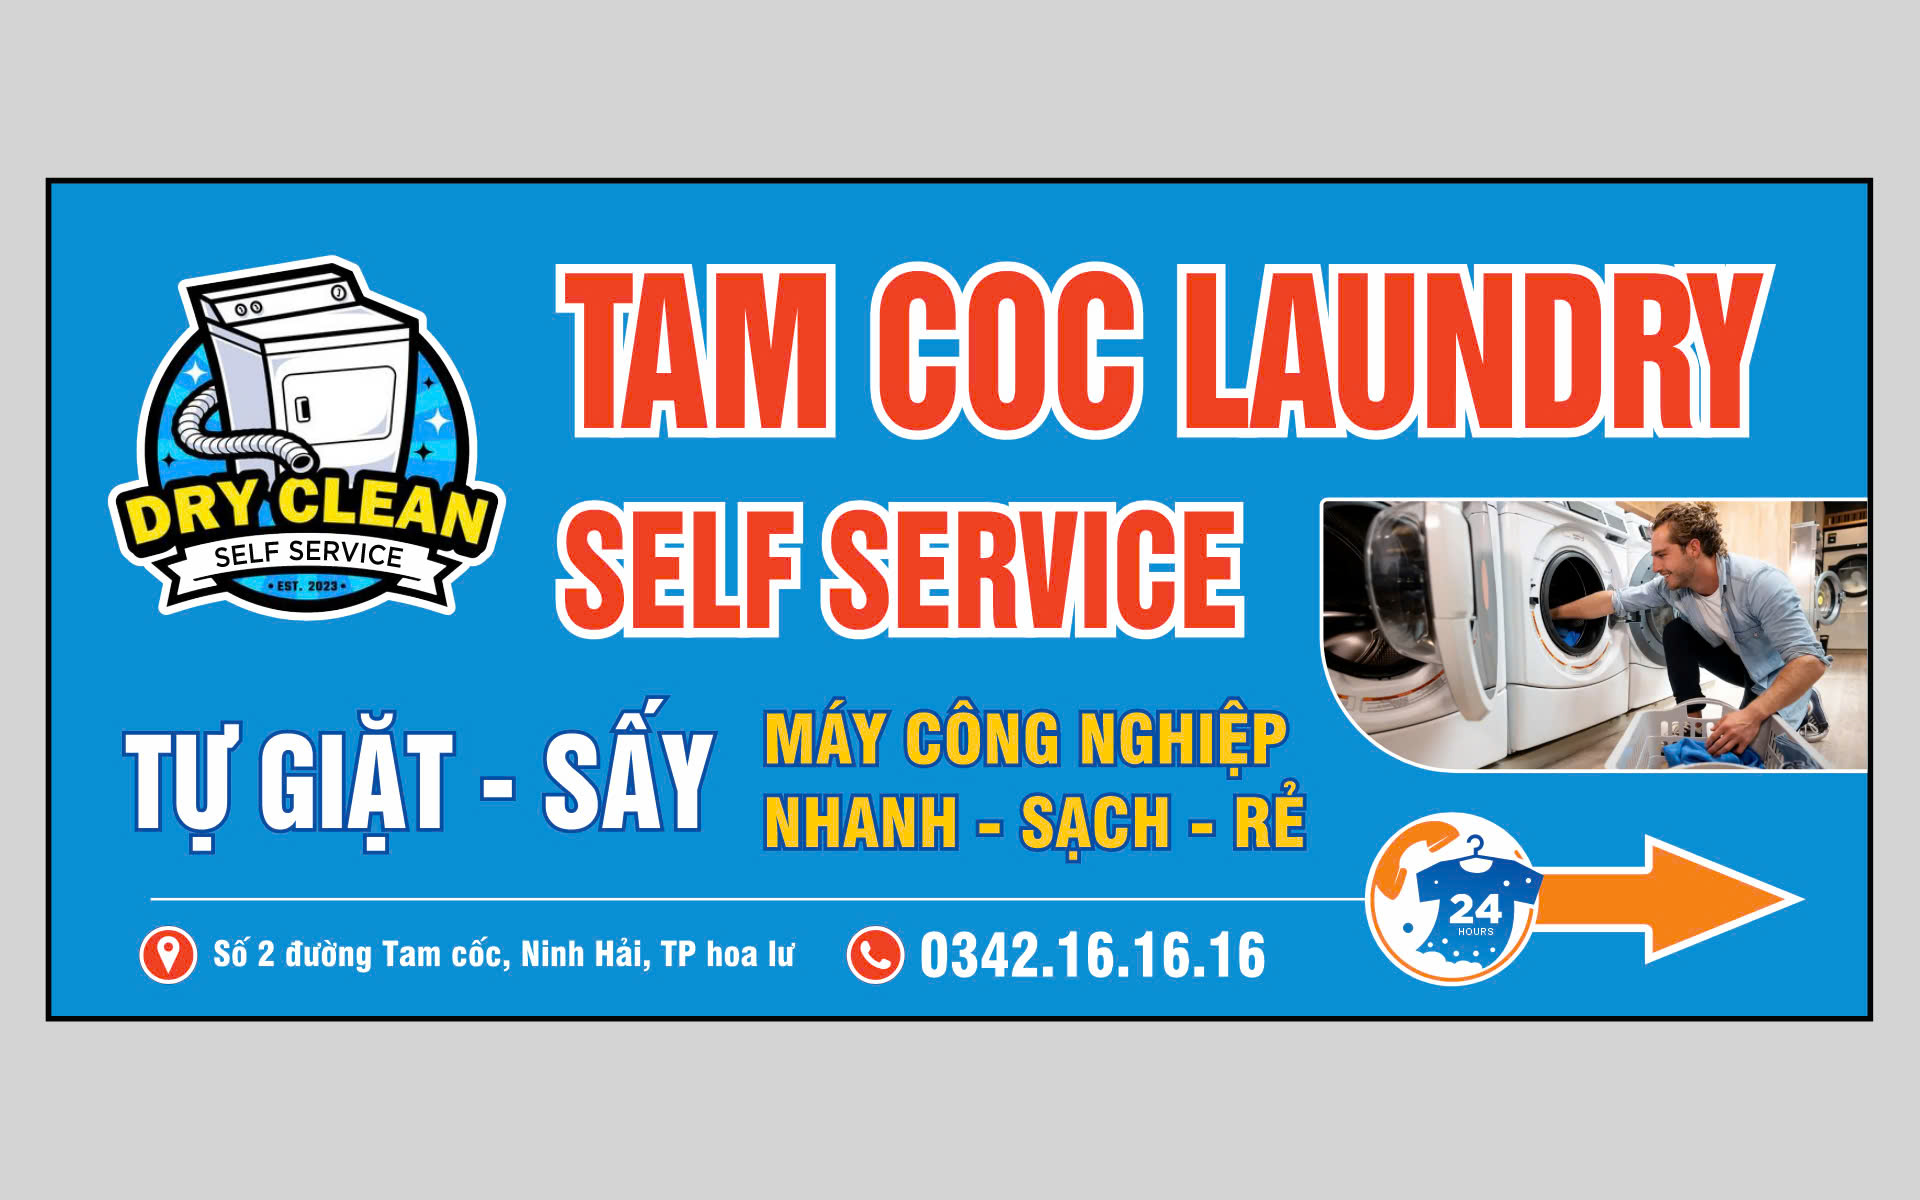 TAM COC LAUNDRY
SELF SERVICE
DRY CLEAN
SELF SERVICE
• EST. 2023 •
TỰ GIẶT - SẤY
MÁY CÔNG NGHIỆP
NHANH - SẠCH - RẺ
24
HOURS
Số 2 đường Tam cốc, Ninh Hải, TP hoa lư
0342.16.16.16